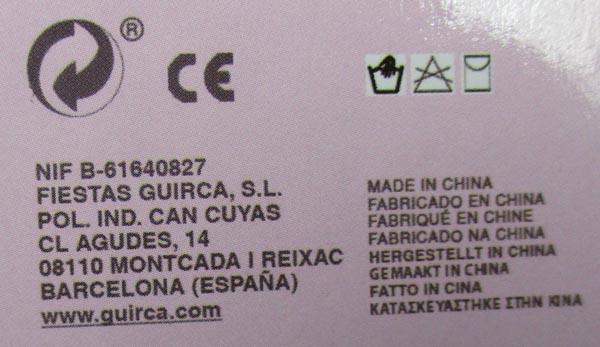 ®
CE
NIF B-61640827
FIESTAS GUIRCA, S.L.
POL. IND. CAN CUYAS
CL AGUDES, 14
08110 MONTCADA I REIXAC
BARCELONA (ESPAÑA)
www.guirca.com
MADE IN CHINA
FABRICADO EN CHINA
FABRIQUÉ EN CHINE
FABRICADO NA CHINA
HERGESTELLT IN CHINA
GEMAAKT IN CHINA
FATTO IN CINA
ΚΑΤΑΣΚΕΥΑΣΤΗΚΕ ΣΤΗΝ ΚΙΝΑ